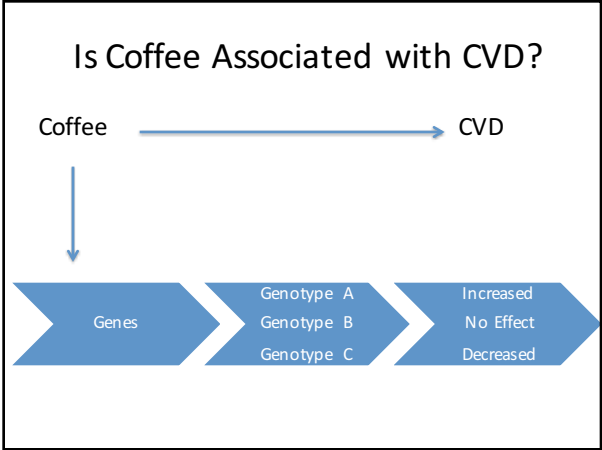 Is Coffee Associated with CVD?
Coffee
CVD
Genes
Genotype A
Genotype B
Genotype C
Increased
No Effect
Decreased